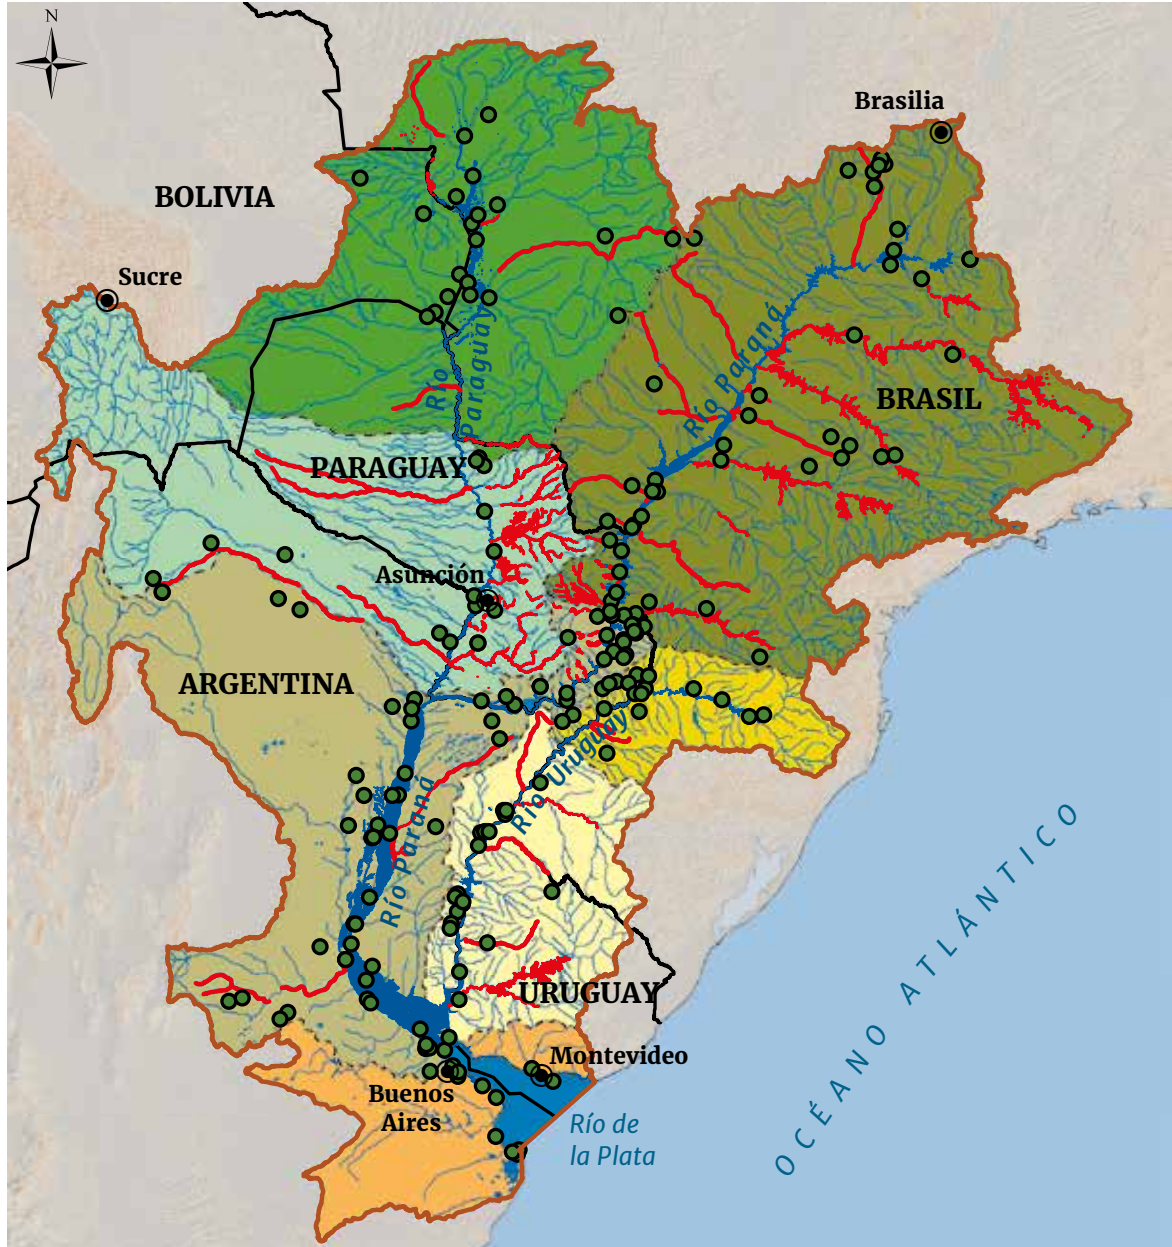 N
Brasilia
BOLIVIA
Sucre
Río
Paraguay
Río Paraná
BRASIL
PARAGUAY
Asunción
ARGENTINA
Río Uruguay
Río Paraná
OCÉANO ATLÁNTICO
URUGUAY
Montevideo
Buenos
Aires
Río de
la Plata